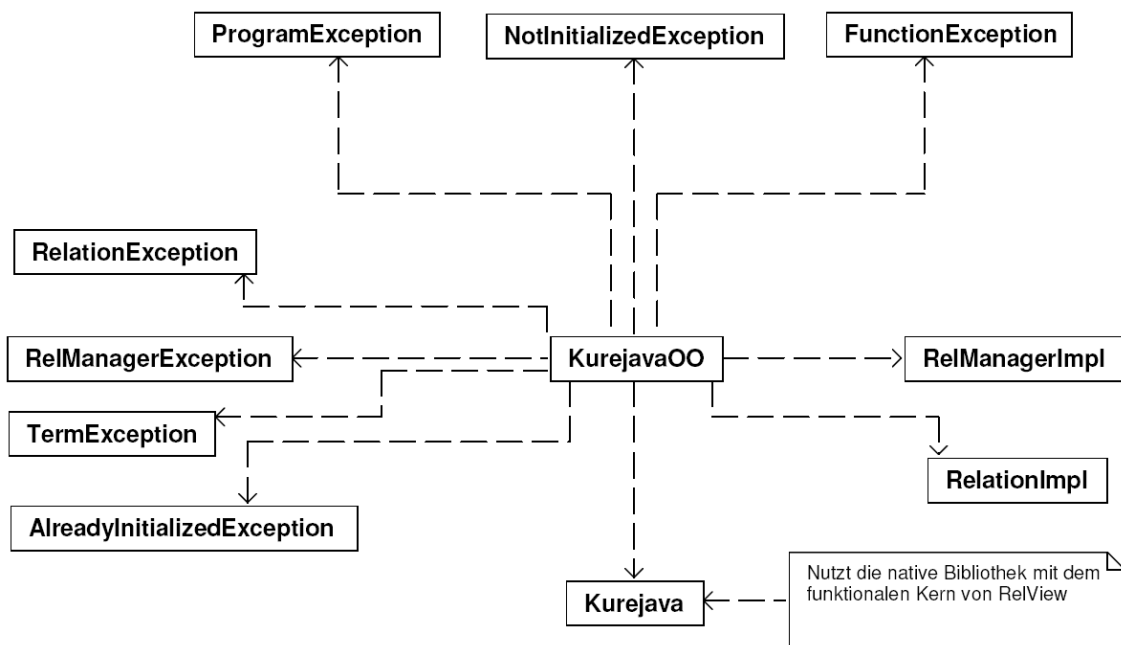 ProgramException
NotInitializedException
FunctionException
RelationException
RelManagerException
KurejavaOO
RelManagerImpl
TermException
RelationImpl
AlreadyInitializedException
Kurejava
Nutzt die native Bibliothek mit dem
funktionalen Kern von RelView